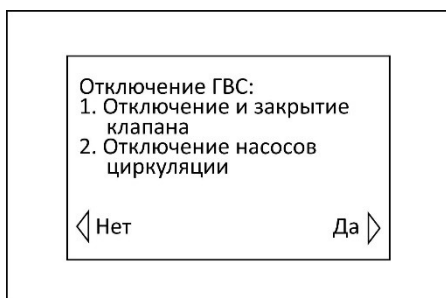 Отключение ГВС:
1. Отключение и закрытие
клапана
2. Отключение насосов
циркуляции
Нет Да